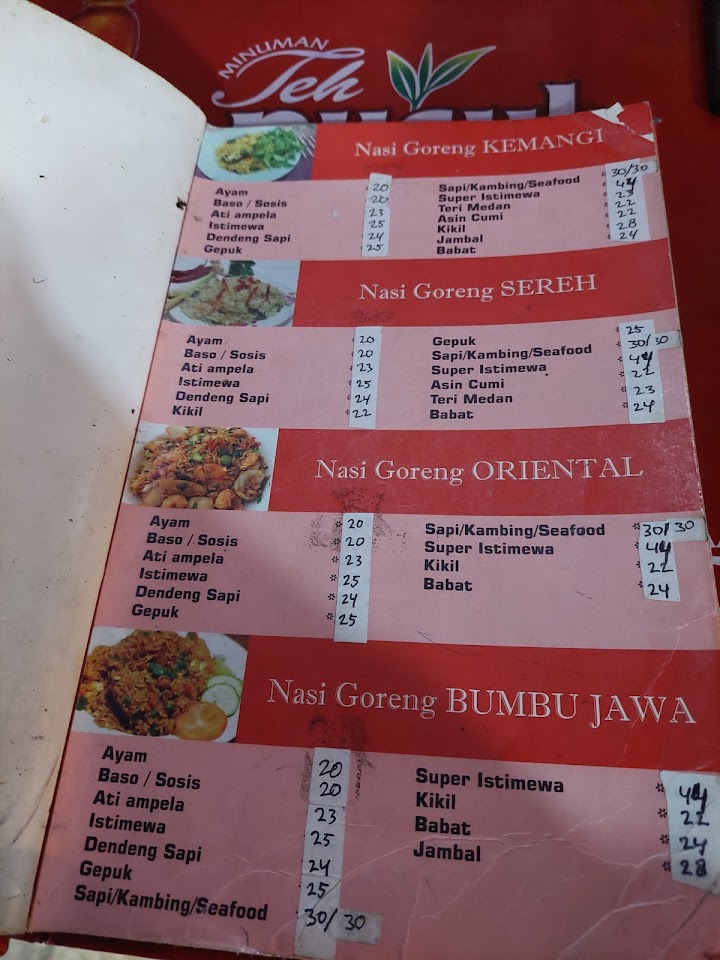 MINUMAN
Teh
Nasi Goreng KEMANGI
Ayam 20
Baso / Sosis 20
Ati ampela 23
Istimewa 25
Dendeng Sapi 24
Gepuk 25
Sapi/Kambing/Seafood 30/30
Super Istimewa 44
Teri Medan 23
Asin Cumi 22
Kikil 22
Jambal 28
Babat 24
Nasi Goreng SEREH
Ayam 20
Baso / Sosis 20
Ati ampela 23
Istimewa 25
Dendeng Sapi 24
Kikil 22
Gepuk 25
Sapi/Kambing/Seafood 30/30
Super Istimewa 44
Asin Cumi 22
Teri Medan 23
Babat 24
Nasi Goreng ORIENTAL
Ayam 20
Baso / Sosis 20
Ati ampela 23
Istimewa 25
Dendeng Sapi 24
Gepuk 25
Sapi/Kambing/Seafood 30/30
Super Istimewa 44
Kikil 22
Babat 24
Nasi Goreng BUMBU JAWA
Ayam 20
Baso / Sosis 20
Ati ampela 23
Istimewa 25
Dendeng Sapi 24
Gepuk 25
Sapi/Kambing/Seafood 30/30
Super Istimewa 44
Kikil 22
Babat 24
Jambal 28